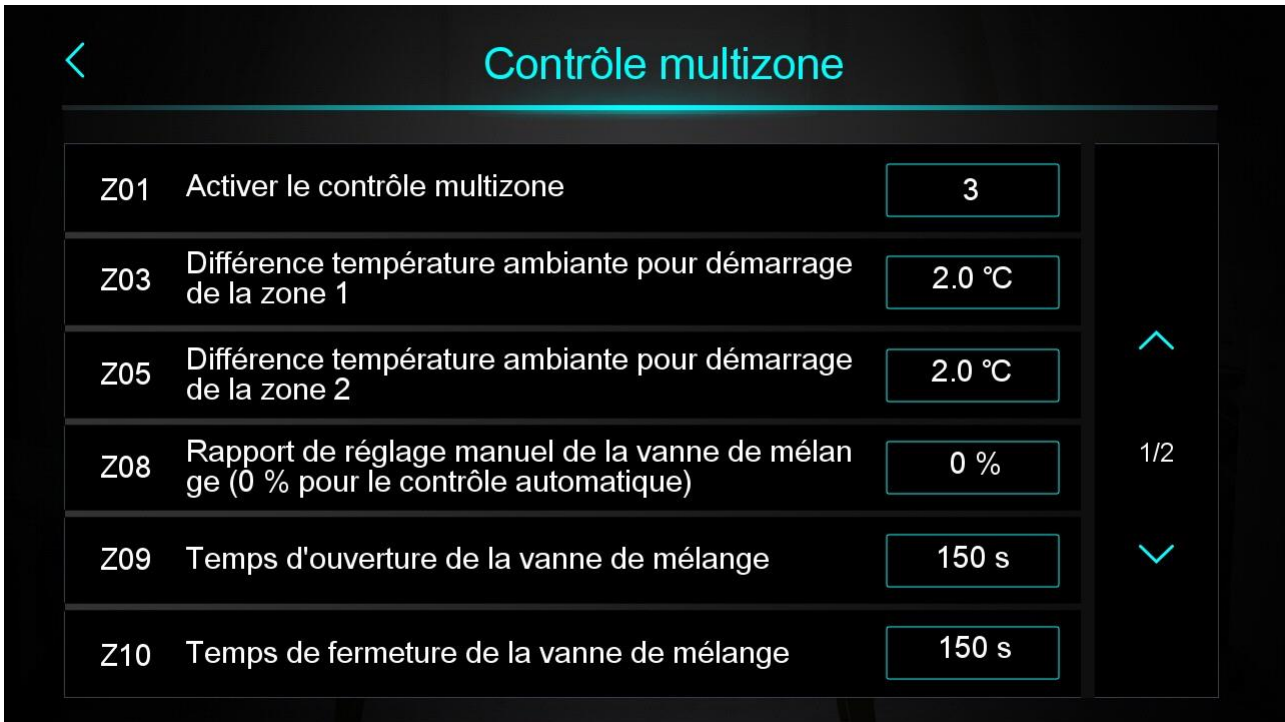 Contrôle multizone
Z01 Activer le contrôle multizone 3
Z03 Différence température ambiante pour démarrage
de la zone 1 2.0 ℃
Z05 Différence température ambiante pour démarrage
de la zone 2 2.0 ℃
Z08 Rapport de réglage manuel de la vanne de mélan
ge (0 % pour le contrôle automatique) 0 %
1/2
Z09 Temps d'ouverture de la vanne de mélange 150 s
Z10 Temps de fermeture de la vanne de mélange 150 s